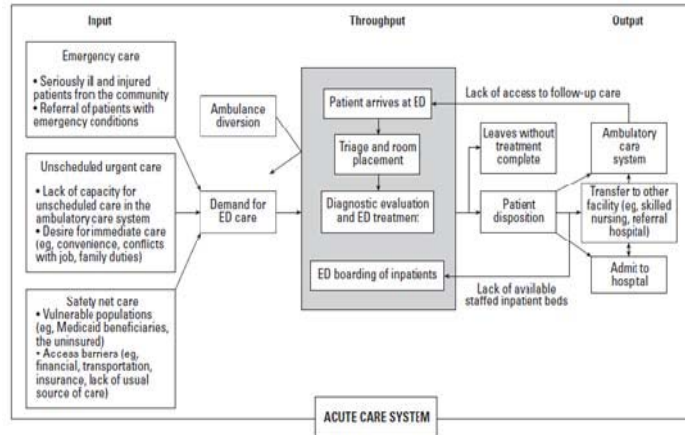 Input
Throughput
Output
Emergency care
• Seriously ill and injured
patients from the community
• Referral of patients with
emergency conditions
Unscheduled urgent care
• Lack of capacity for
unscheduled care in the
ambulatory care system
• Desire for immediate care
(eg, convenience, conflicts
with job, family duties)
Safety net care
• Vulnerable populations
(eg, Medicaid beneficiaries,
the uninsured)
• Access barriers (eg,
financial, transportation,
insurance, lack of usual
source of care)
Ambulance
diversion
Demand for
ED care
Patient arrives at ED
Triage and room
placement
Diagnostic evaluation
and ED treatment
ED boarding of inpatients
Lack of access to follow-up care
Leaves without
treatment
complete
Patient
disposition
Lack of available
staffed inpatient beds
Ambulatory
care
system
Transfer to other
facility (eg, skilled
nursing, referral
hospital)
Admit to
hospital
ACUTE CARE SYSTEM